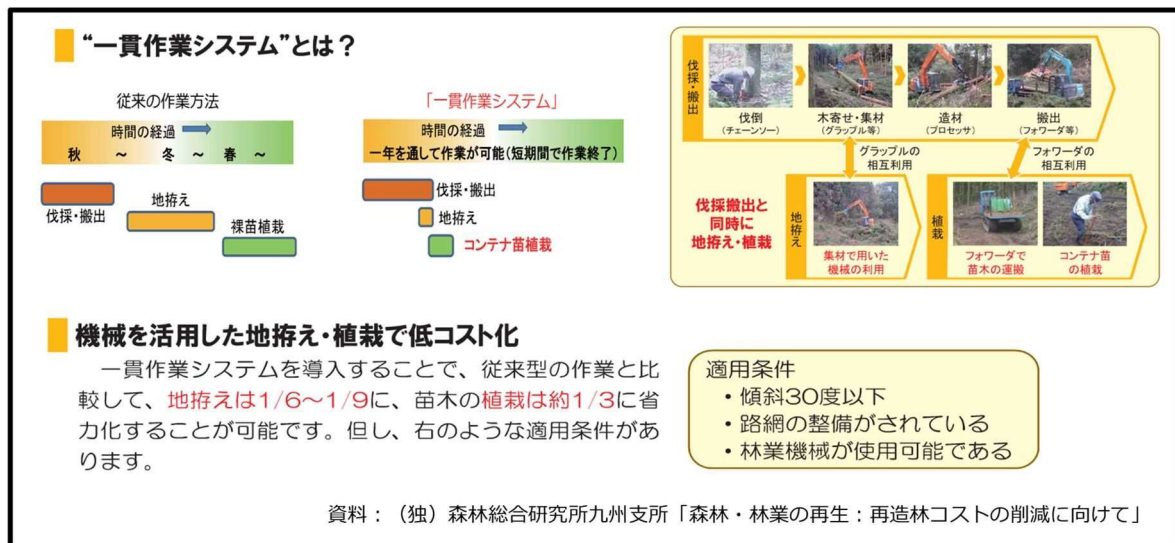 “一貫作業システム”とは？
従来の作業方法
時間の経過
秋 ～ 冬 ～ 春 ～
伐採・搬出
地拵え
裸苗植栽
「一貫作業システム」
時間の経過
一年を通して作業が可能(短期間で作業終了)
伐採・搬出
地拵え
コンテナ苗植栽
伐採・搬出
伐倒
(チェーンソー)
木寄せ・集材
(グラップル等)
造材
(プロセッサ)
搬出
(フォワーダ等)
グラップルの
相互利用
フォワーダの
相互利用
伐採搬出と
同時に
地拵え・植栽
地拵え
集材で用いた
機械の利用
植栽
フォワーダで
苗木の運搬
コンテナ苗
の植栽
機械を活用した地拵え・植栽で低コスト化
一貫作業システムを導入することで、従来型の作業と比
較して、地拵えは1/6～1/9に、苗木の植栽は約1/3に省
力化することが可能です。但し、右のような適用条件があ
ります。
適用条件
・傾斜30度以下
・路網の整備がされている
・林業機械が使用可能である
資料：（独）森林総合研究所九州支所「森林・林業の再生：再造林コストの削減に向けて」